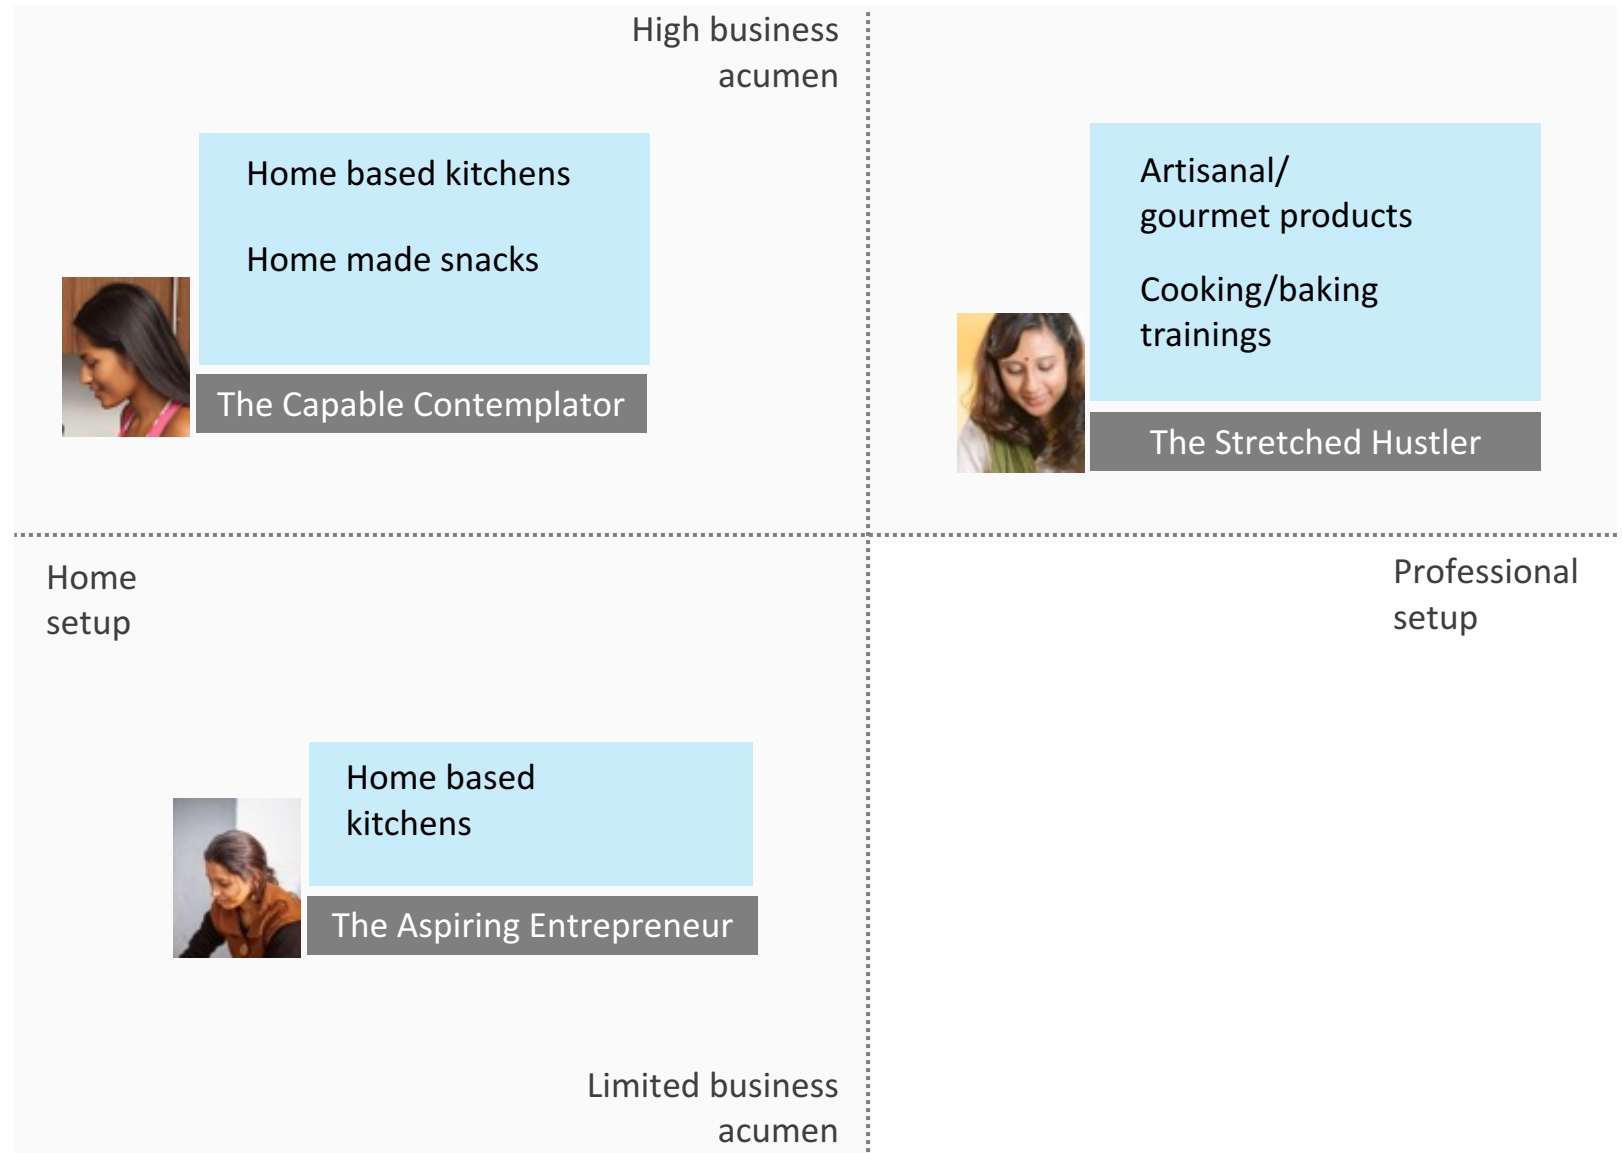 High business
acumen
Home based kitchens
Home made snacks
The Capable Contemplator
Artisanal/
gourmet products
Cooking/baking
trainings
The Stretched Hustler
Home
setup
Professional
setup
Home based
kitchens
The Aspiring Entrepreneur
Limited business
acumen